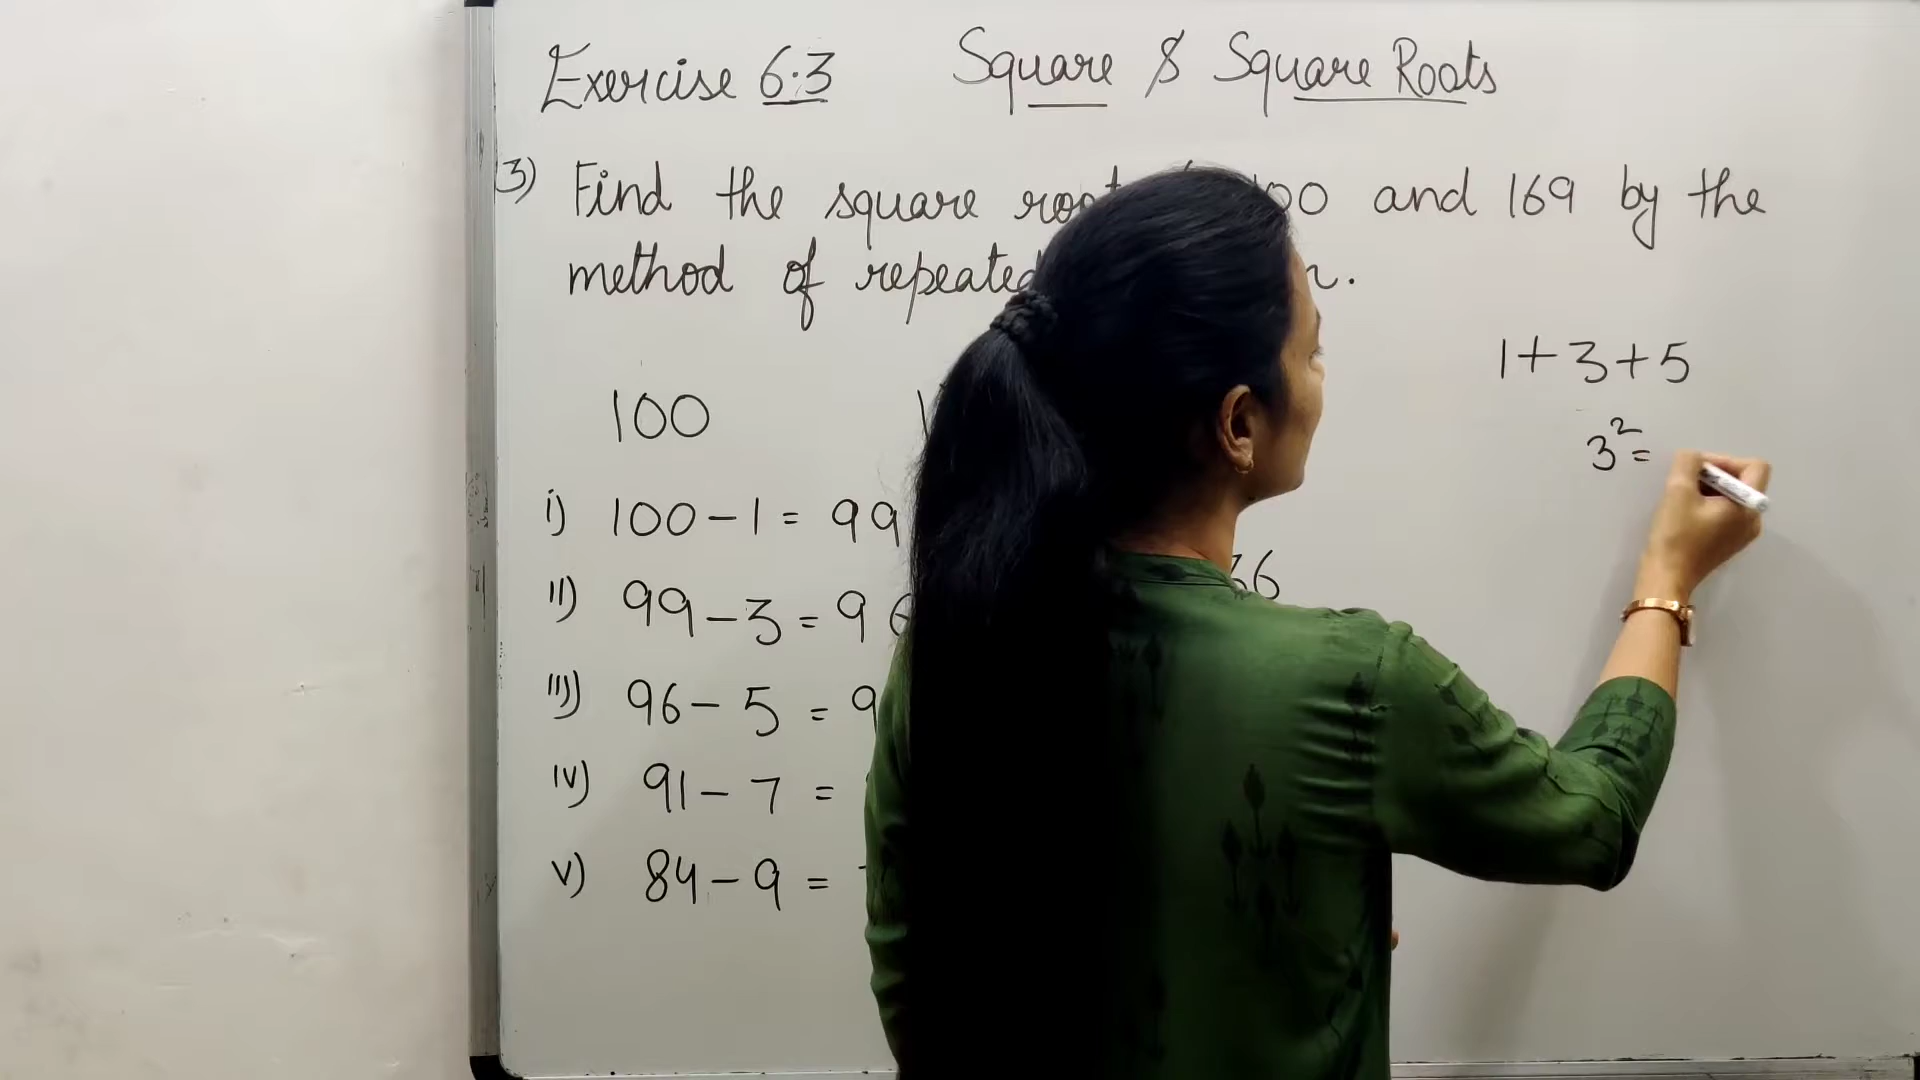 Exercise 6.3 Square & Square Roots
3) Find the square 100 and 169 by the
method of repeated
1+3+5
100
3²=
i) 100-1=99
II) 99-3=96
36
III) 96-5=9
IV) 91-7=
V) 84-9=